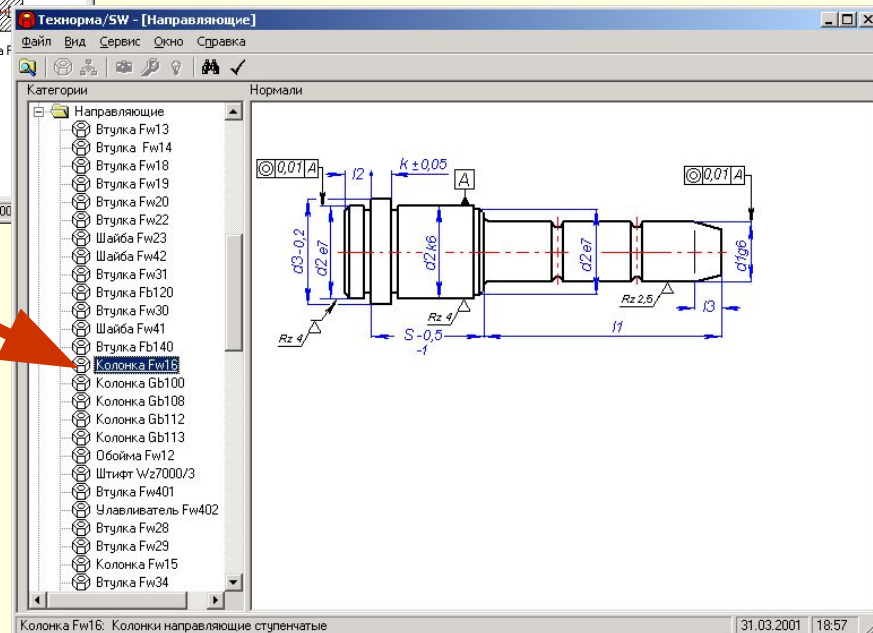 Технорма/SW - [Направляющие]
Файл Вид Сервис Окно Справка
Категории
Нормали
Направляющие
Втулка Fw13
Втулка Fw14
Втулка Fw18
Втулка Fw19
Втулка Fw20
Втулка Fw22
Шайба Fw23
Шайба Fw42
Втулка Fw31
Втулка Fb120
Втулка Fw30
Шайба Fw41
Втулка Fb140
Колонка Fw16
Колонка Gb100
Колонка Gb108
Колонка Gb112
Колонка Gb113
Обойма Fw12
Штифт Wz7000/3
Втулка Fw401
Улавливатель Fw402
Втулка Fw28
Втулка Fw29
Колонка Fw15
Втулка Fw34
0,01 A
l2
k ± 0,05
A
0,01 A
d3-0,2
d2 e7
d2 k6
d2 e7
d1g6
Rz 4
Rz 4
Rz 2,5
S -0,5
-1
l1
l3
Колонка Fw16: Колонки направляющие ступенчатые
31.03.2001 18:57